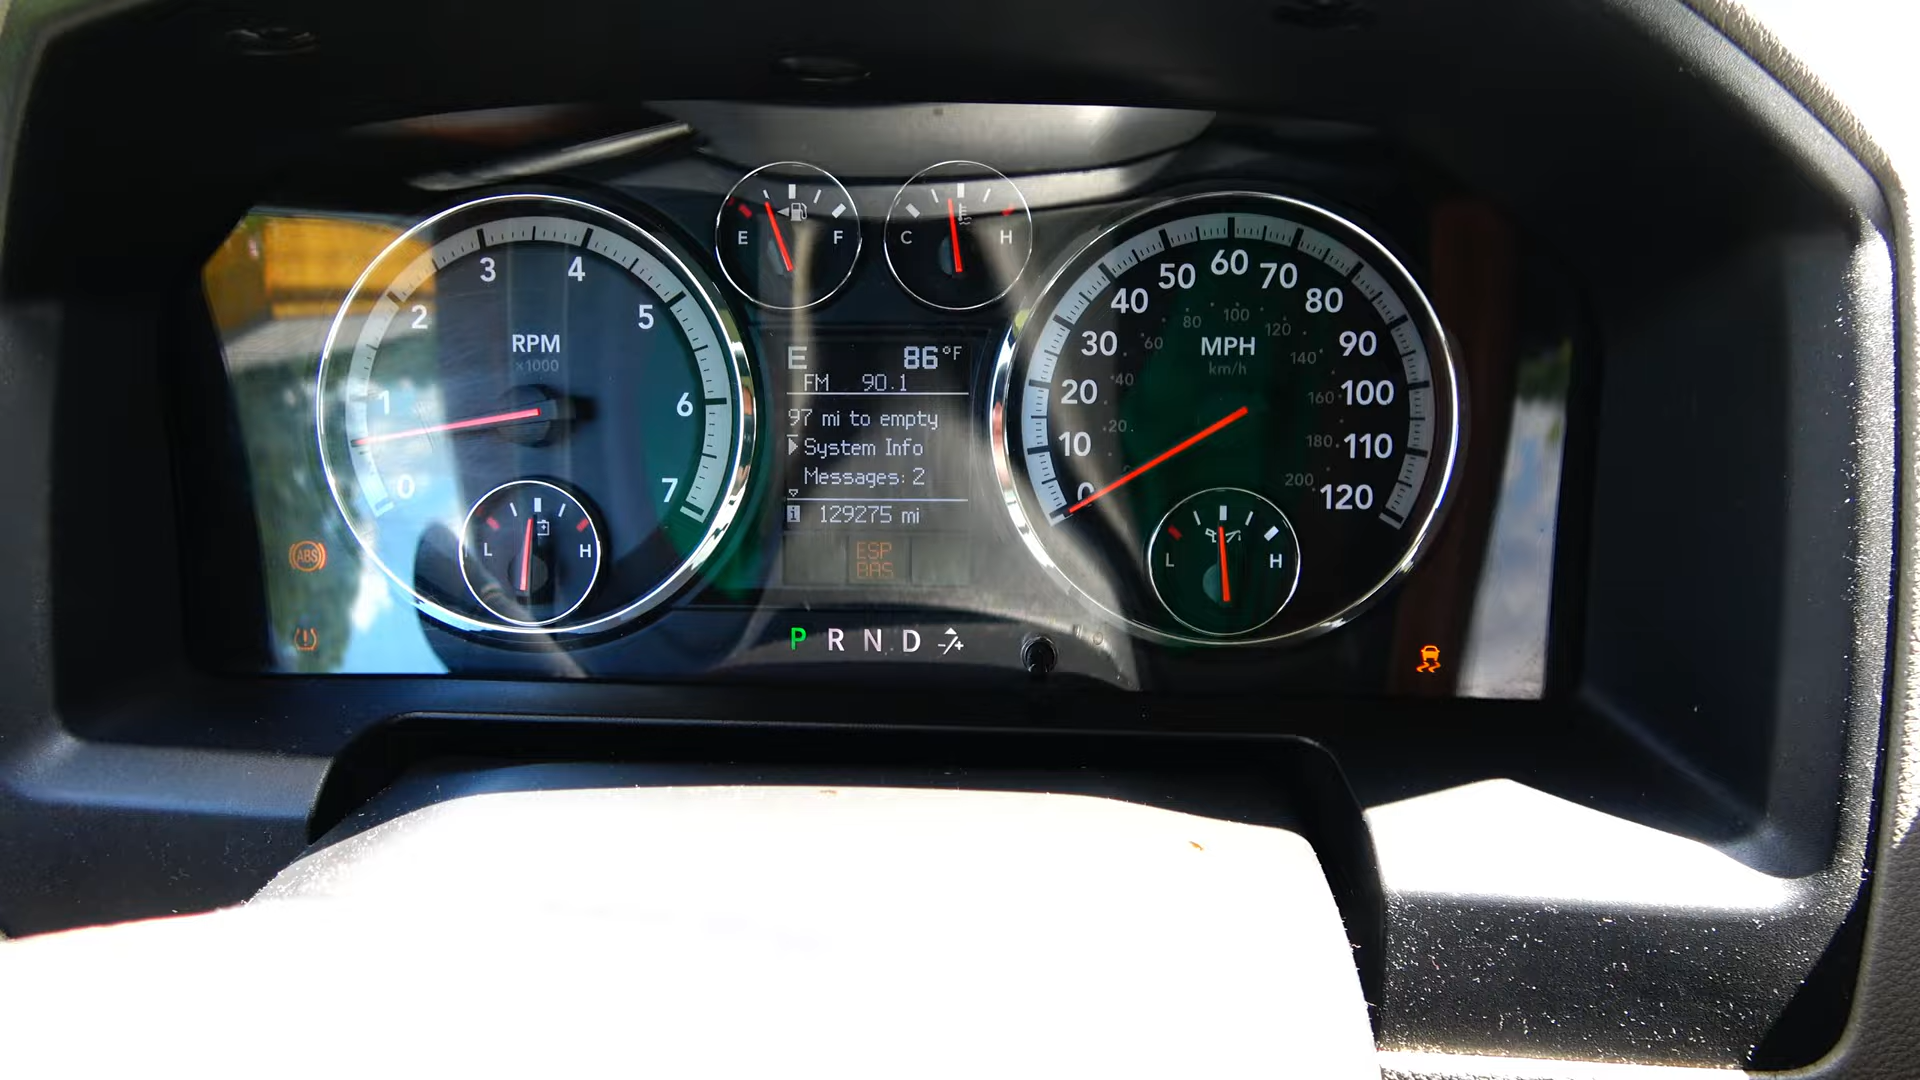 3 4
2 5
1 6
0 7
RPM
x1000
L H
E F
C H
E 86°F
FM 90.1
97 mi to empty
System Info
Messages: 2
129275 mi
ESP
BAS
P R N D -/+
0 10 20 30 40 50 60 70 80 90 100 110 120
20 40 60 80 100 120 140 160 180 200
MPH
km/h
L H
ABS